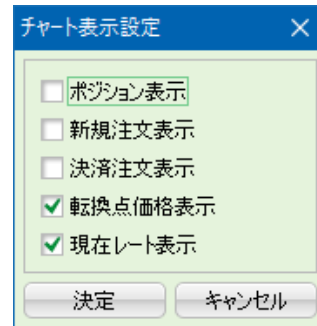 チャート表示設定
ポジション表示
新規注文表示
決済注文表示
転換点価格表示
現在レート表示
決定 キャンセル